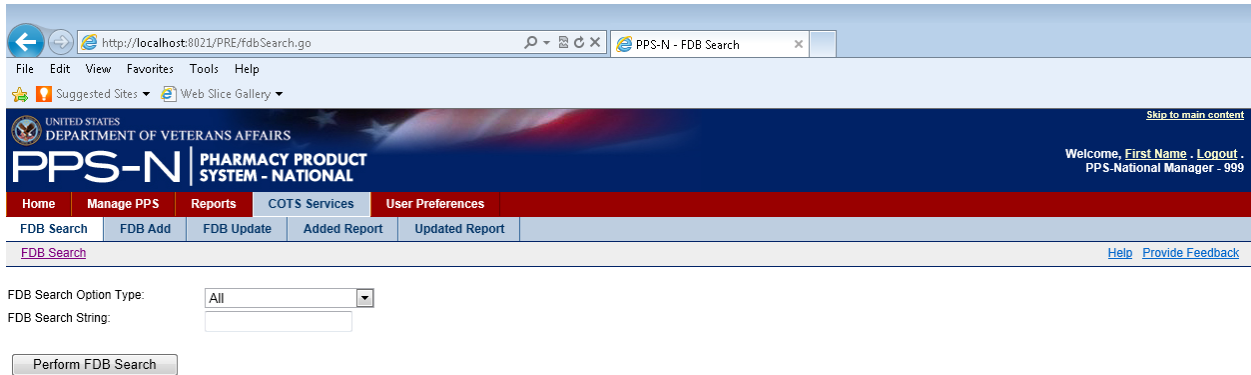 http://localhost:8021/PRE/fdbSearch.go
PPS-N - FDB Search
File Edit View Favorites Tools Help
Suggested Sites Web Slice Gallery
Skip to main content
UNITED STATES
DEPARTMENT OF VETERANS AFFAIRS
PPS-N PHARMACY PRODUCT
SYSTEM - NATIONAL
Welcome, First Name . Logout .
PPS-National Manager - 999
Home Manage PPS Reports COTS Services User Preferences
FDB Search FDB Add FDB Update Added Report Updated Report
FDB Search Help Provide Feedback
FDB Search Option Type: All
FDB Search String:
Perform FDB Search